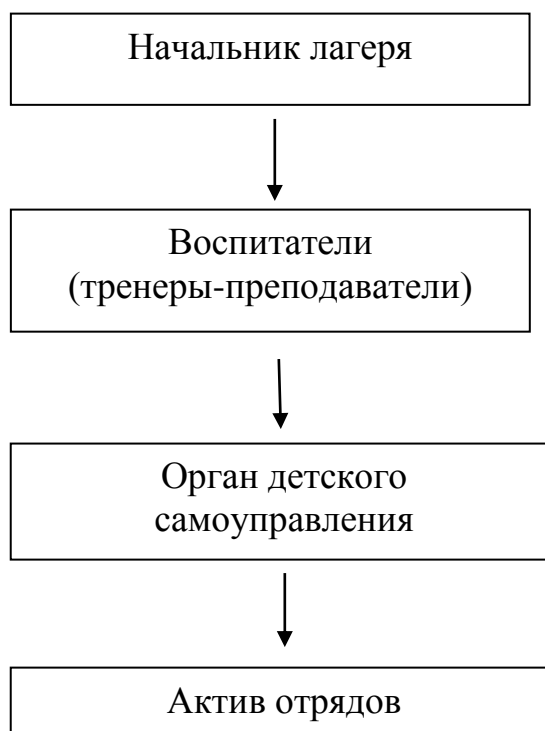 Начальник лагеря
Воспитатели
(тренеры-преподаватели)
Орган детского
самоуправления
Актив отрядов